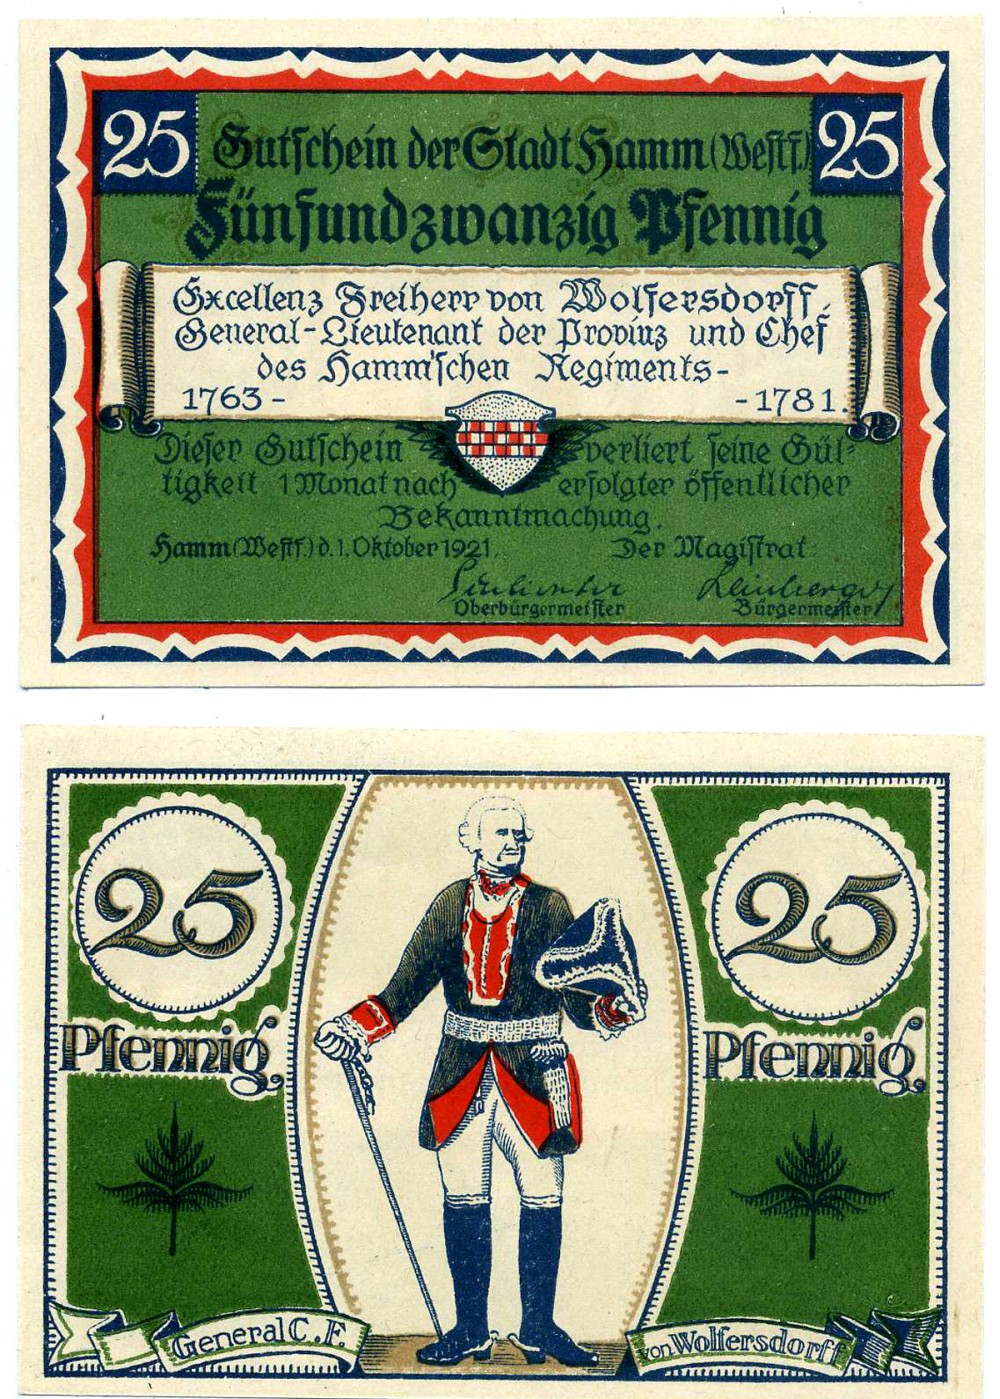 25
25
Gutschein der Stadt Hamm (Westf.)
Fünfundzwanzig Pfennig
Excellenz Freiherr von Wolfersdorff,
General-Lieutenant der Provinz und Chef
des Hamm'schen Regiments-
1763- -1781.
Dieser Gutschein verliert seine Gül-
tigkeit 1 Monat nach erfolgter öffentlicher
Bekanntmachung.
Hamm (Westf.) d. 1. Oktober 1921. Der Magistrat:
Oberbürgermeister Bürgermeister
25
Pfennig
25
Pfennig
General C. F.
von Wolfersdorff